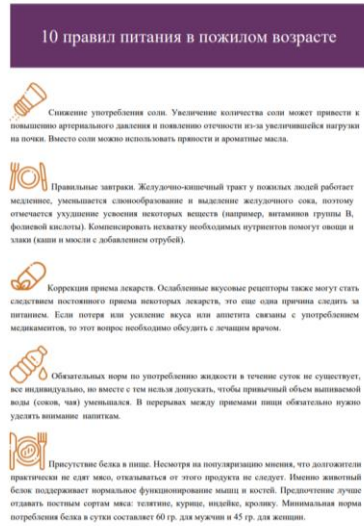 10 правил питания в пожилом возрасте
Снижение употребления соли. Увеличение количества соли может привести к
повышению артериального давления и появлению отечности из-за увеличившейся нагрузки
на почки. Вместо соли можно использовать пряности и ароматные масла.
Правильные завтраки. Желудочно-кишечный тракт у пожилых людей работает
медленнее, уменьшается слюнообразование и выделение желудочного сока, поэтому
отмечается ухудшение усвоения некоторых веществ (например, витаминов группы В,
фолиевой кислоты). Компенсировать нехватку необходимых нутриентов помогут овощи и
злаки (каши и мюсли с добавлением отрубей).
Коррекция приема лекарств. Ослабленные вкусовые рецепторы также могут стать
следствием постоянного приема некоторых лекарств, это еще одна причина следить за
питанием. Если потеря или усиление вкуса или аппетита связаны с употреблением
медикаментов, то этот вопрос необходимо обсудить с лечащим врачом.
Обязательных норм по употреблению жидкости в течение суток не существует,
все индивидуально, но вместе с тем нельзя допускать, чтобы привычный объем выпиваемой
воды (соков, чая) уменьшался. В перерывах между приемами пищи обязательно нужно
уделять внимание напиткам.
Присутствие белка в пище. Несмотря на популяризацию мнения, что долгожители
практически не едят мясо, отказываться от этого продукта не следует. Именно животный
белок поддерживает нормальное функционирование мышц и костей. Предпочтение лучше
отдавать постным сортам мяса: телятине, курице, индейке, кролику. Минимальная норма
потребления белка в сутки составляет 60 гр. для мужчин и 45 гр. для женщин.